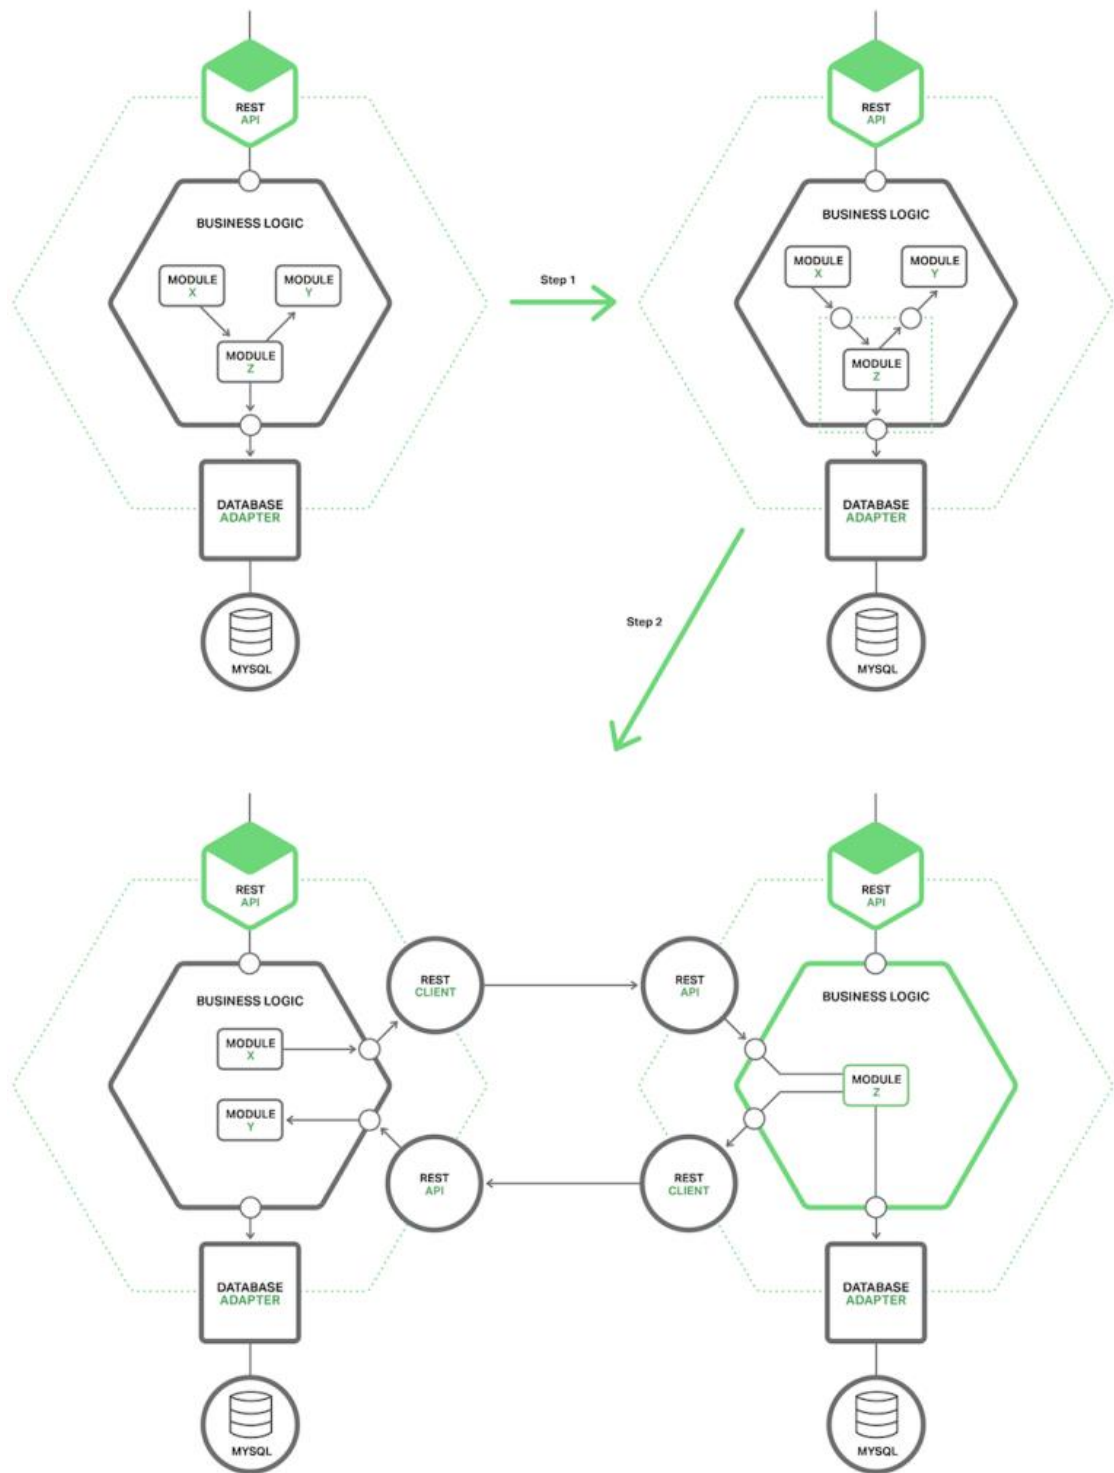 REST
API
BUSINESS LOGIC
MODULE
X
MODULE
Y
MODULE
Z
DATABASE
ADAPTER
MYSQL
Step 1
REST
API
BUSINESS LOGIC
MODULE
X
MODULE
Y
MODULE
Z
DATABASE
ADAPTER
MYSQL
Step 2
REST
API
BUSINESS LOGIC
MODULE
X
MODULE
Y
REST
CLIENT
REST
API
DATABASE
ADAPTER
MYSQL
REST
API
REST
API
BUSINESS LOGIC
MODULE
Z
REST
CLIENT
DATABASE
ADAPTER
MYSQL